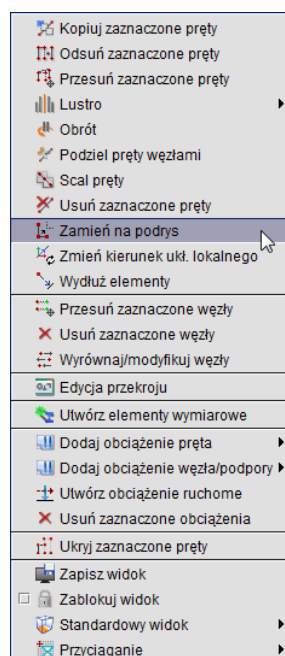 Kopiuj zaznaczone pręty
Odsuń zaznaczone pręty
Przesuń zaznaczone pręty
Lustro
Obrót
Podziel pręty węzłami
Scal pręty
Usuń zaznaczone pręty
Zamień na podrys
Zmień kierunek ukł. lokalnego
Wydłuż elementy
Przesuń zaznaczone węzły
Usuń zaznaczone węzły
Wyrównaj/modyfikuj węzły
Edycja przekroju
Utwórz elementy wymiarowe
Dodaj obciążenie pręta
Dodaj obciążenie węzła/podpory
Utwórz obciążenie ruchome
Usuń zaznaczone obciążenia
Ukryj zaznaczone pręty
Zapisz widok
Zablokuj widok
Standardowy widok
Przyciąganie